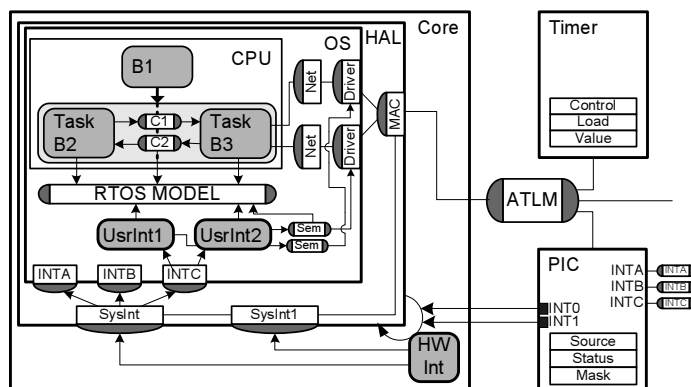 Core
Timer
HAL
OS
CPU
B1
Net
Driver
Control
Load
Value
Task
B2
C1
C2
Task
B3
MAC
Net
Driver
RTOS MODEL
ATLM
UsrInt1
UsrInt2
Sem
Sem
INTA
INTB
INTC
PIC
INTA
INTB
INTC
INTA
INTB
INTC
SysInt
SysInt1
INT0
INT1
HW
Int
Source
Status
Mask